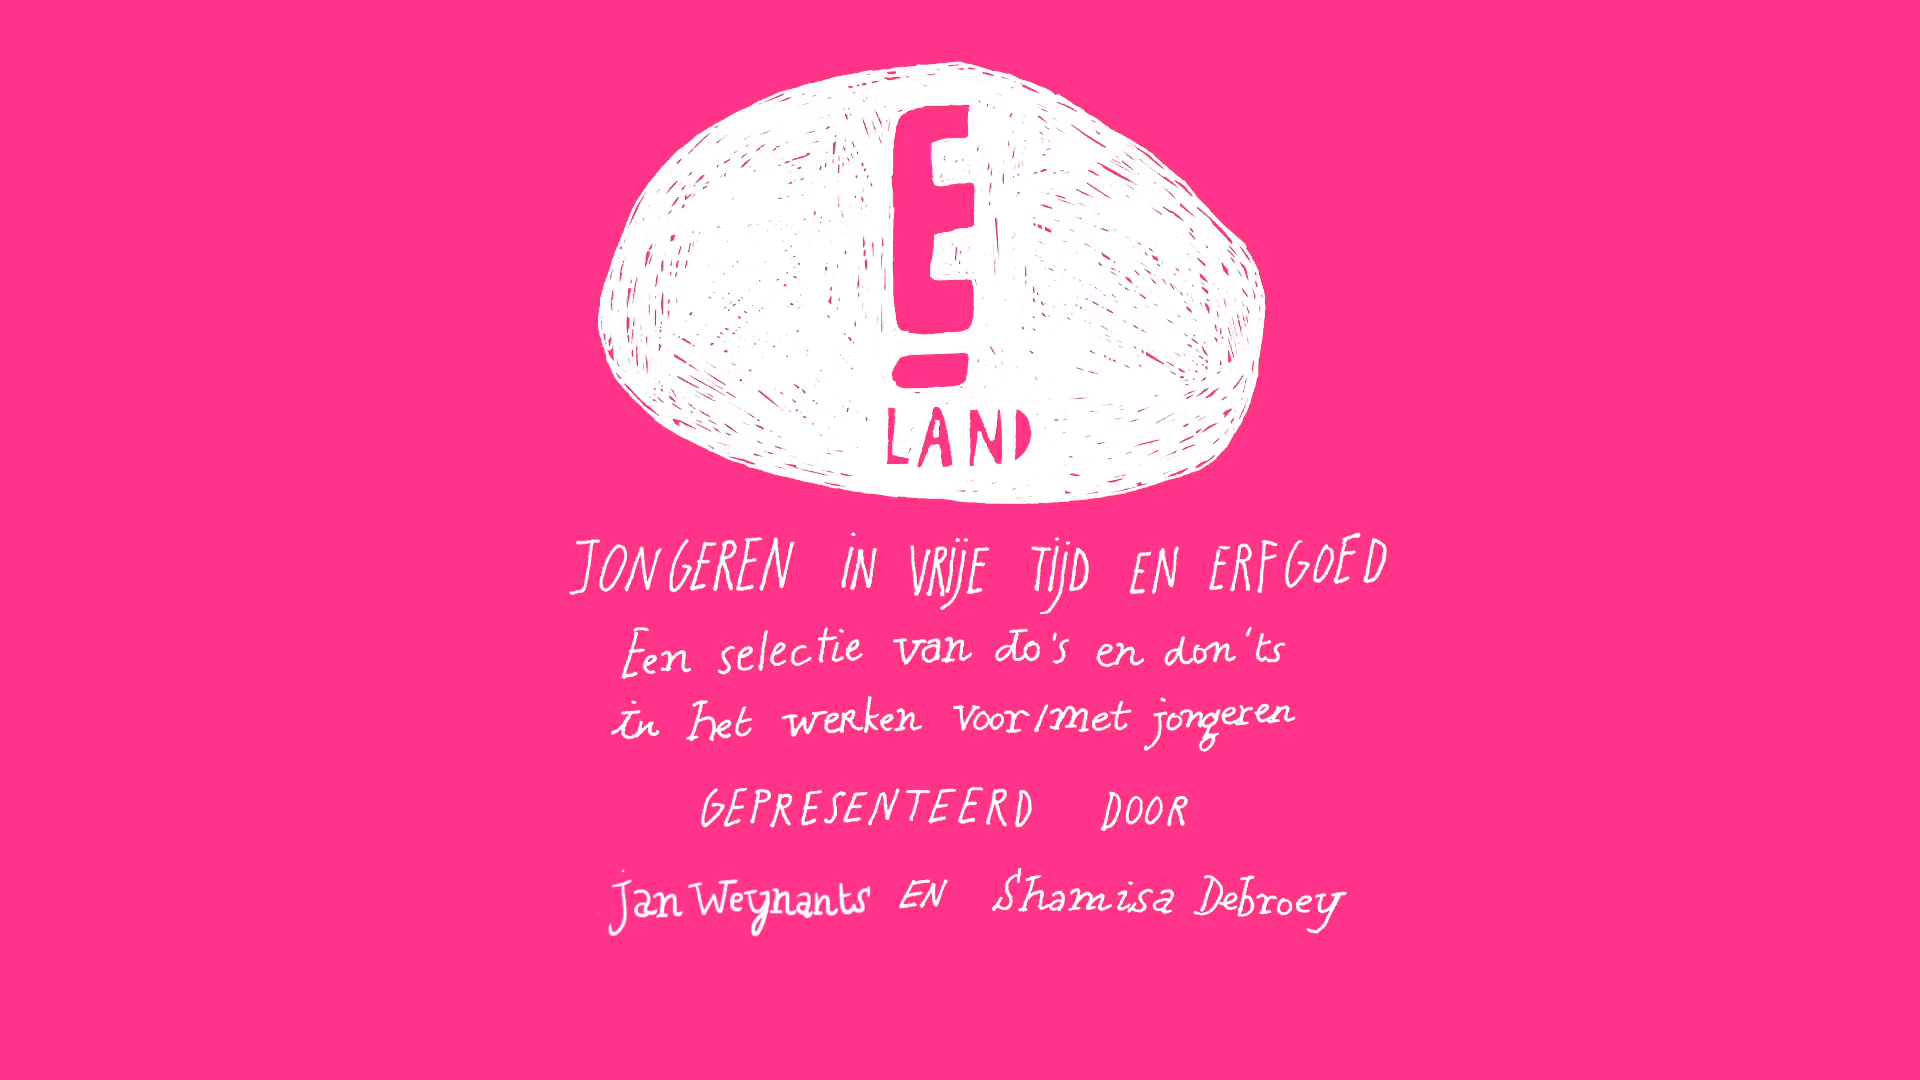 E
LAND
JONGEREN iN VRIJE TIJD EN ERFGOED
Een selectie van do's en don'ts
in het werken voor/met jongeren
GEPRESENTEERD DOOR
Jan Weynants EN Shamisa Debroey